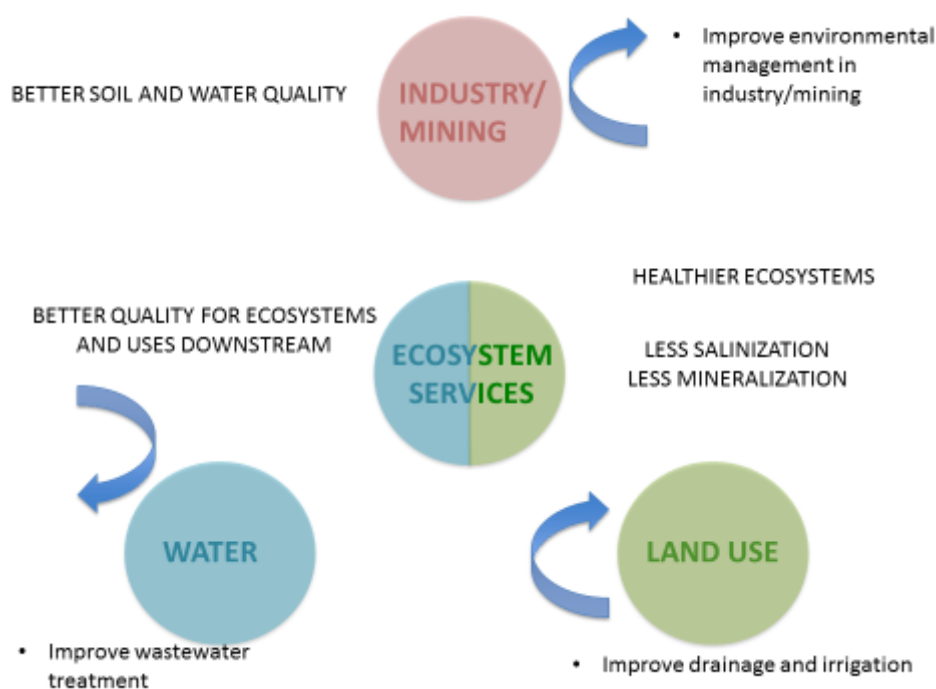 BETTER SOIL AND WATER QUALITY
INDUSTRY/
MINING
• Improve environmental
management in
industry/mining
HEALTHIER ECOSYSTEMS
BETTER QUALITY FOR ECOSYSTEMS
AND USES DOWNSTREAM
ECOSYSTEM
SERVICES
LESS SALINIZATION
LESS MINERALIZATION
WATER
LAND USE
• Improve wastewater
treatment
• Improve drainage and irrigation